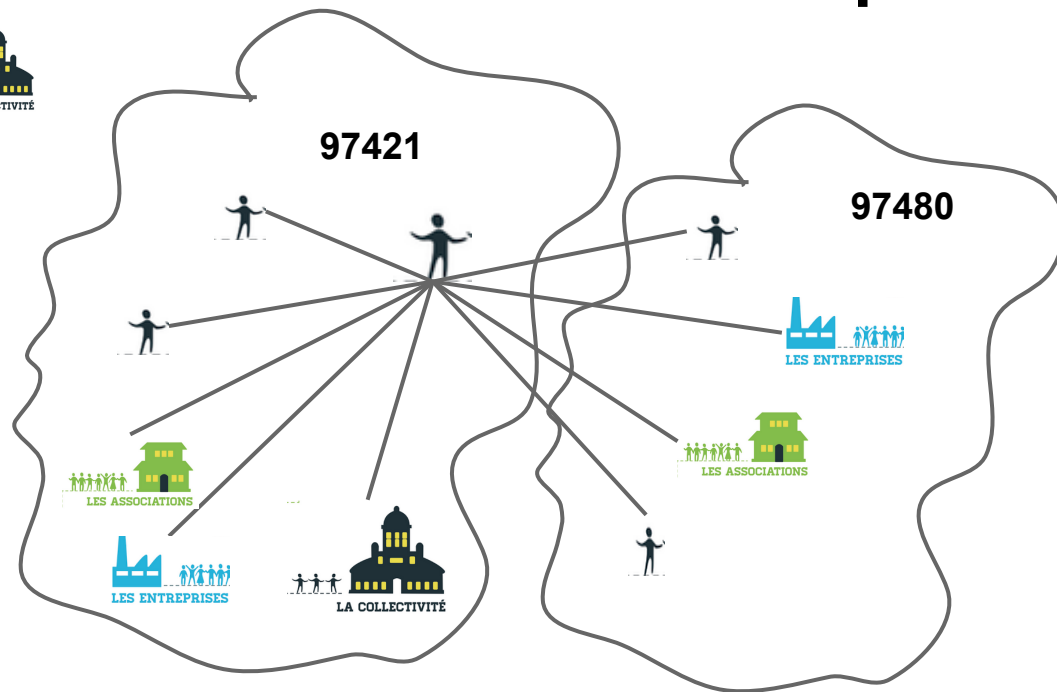 97421
97480
LES ENTREPRISES
LES ASSOCIATIONS
LES ASSOCIATIONS
LES ENTREPRISES
LA COLLECTIVITÉ